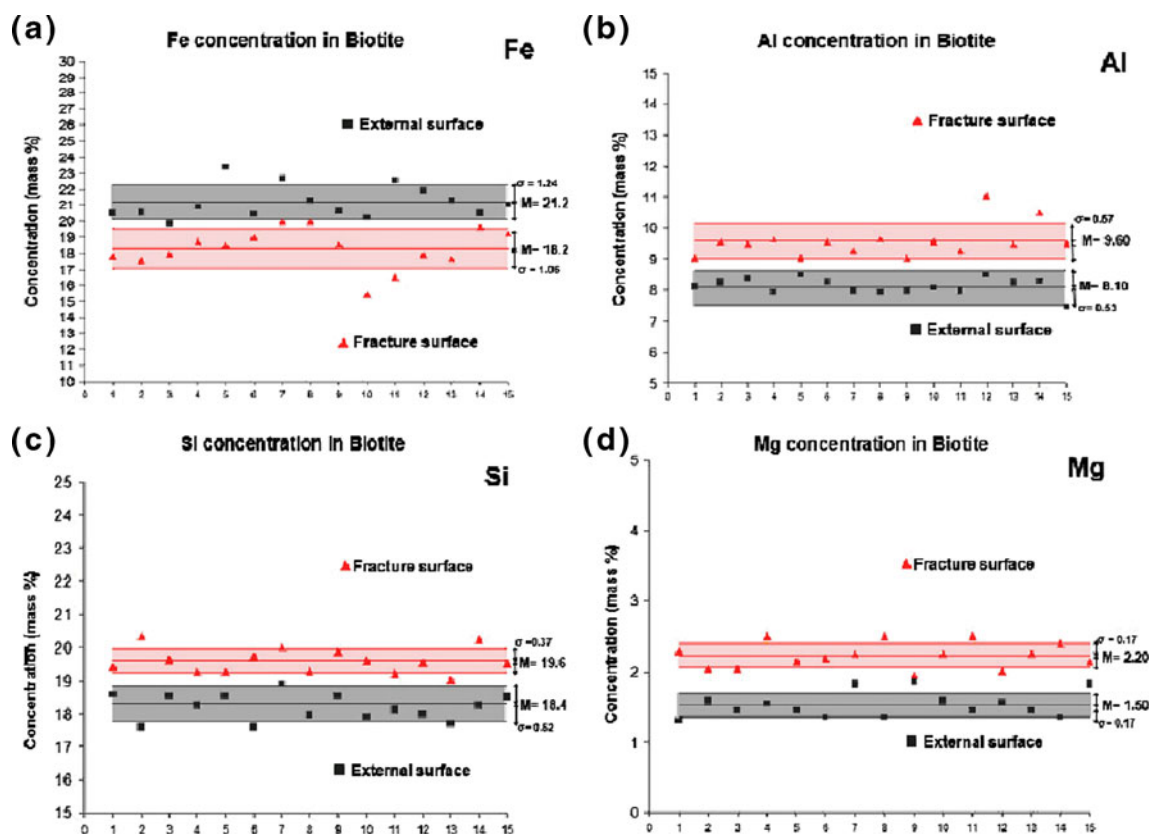 (a)
Fe concentration in Biotite
Fe
30
29
28
27
26
25
24
23
22
21
20
19
18
17
16
15
14
13
12
11
10
Concentration (mass %)
External surface
Fracture surface
σ = 1.24
M= 21.2
M= 18.2
σ = 1.06
0 1 2 3 4 5 6 7 8 9 10 11 12 13 14 15
(b)
Al concentration in Biotite
Al
15
14
13
12
11
10
9
8
7
6
5
Concentration (mass %)
Fracture surface
External surface
σ= 0.57
M= 9.60
M= 8.10
σ= 0.53
0 1 2 3 4 5 6 7 8 9 10 11 12 13 14 15
(c)
Si concentration in Biotite
Si
25
24
23
22
21
20
19
18
17
16
15
Concentration (mass %)
Fracture surface
External surface
σ =0.37
M= 19.6
M= 18.4
σ= 0.52
0 1 2 3 4 5 6 7 8 9 10 11 12 13 14 15
(d)
Mg concentration in Biotite
Mg
5
4
3
2
1
0
Concentration (mass %)
Fracture surface
External surface
σ = 0.17
M= 2.20
M= 1.50
σ= 0.17
0 1 2 3 4 5 6 7 8 9 10 11 12 13 14 15